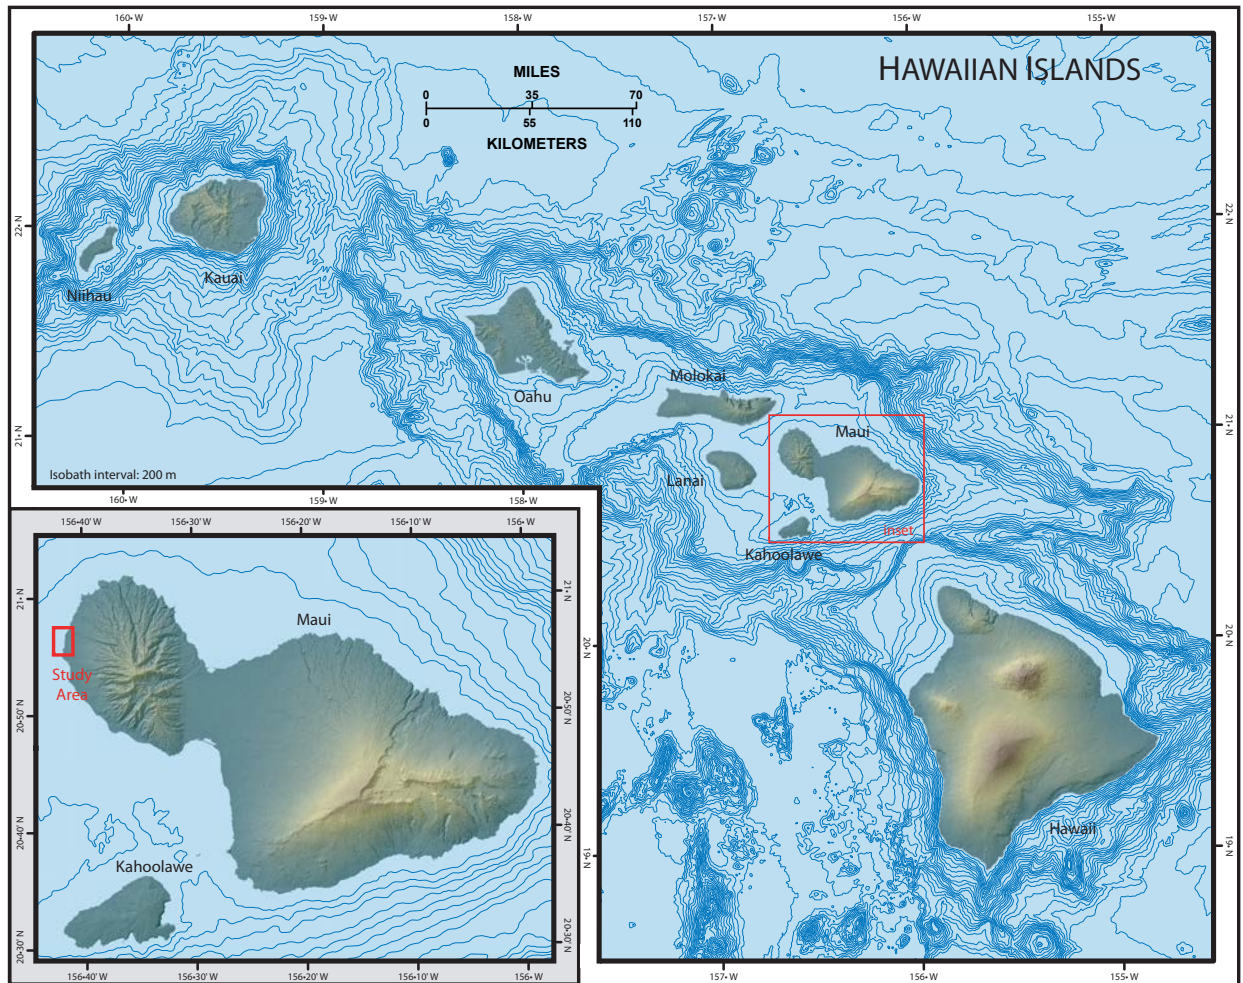 160° W 159° W 158° W 157° W 156° W 155° W
HAWAIIAN ISLANDS
MILES
0 35 70
0 55 110
KILOMETERS
22° N
22° N
Niihau
Kauai
Oahu
Molokai
Maui
Lanai
inset
Kahoolawe
21° N
21° N
Isobath interval: 200 m
160° W 159° W 158° W
20° N
20° N
Hawaii
19° N
19° N
157° W 156° W 155° W
156°40' W 156°30' W 156°20' W 156°10' W 156° W
21° N
21° N
Maui
Study
Area
20°50' N
20°50' N
20°40' N
20°40' N
Kahoolawe
20°30' N
20°30' N
156°40' W 156°30' W 156°20' W 156°10' W 156° W